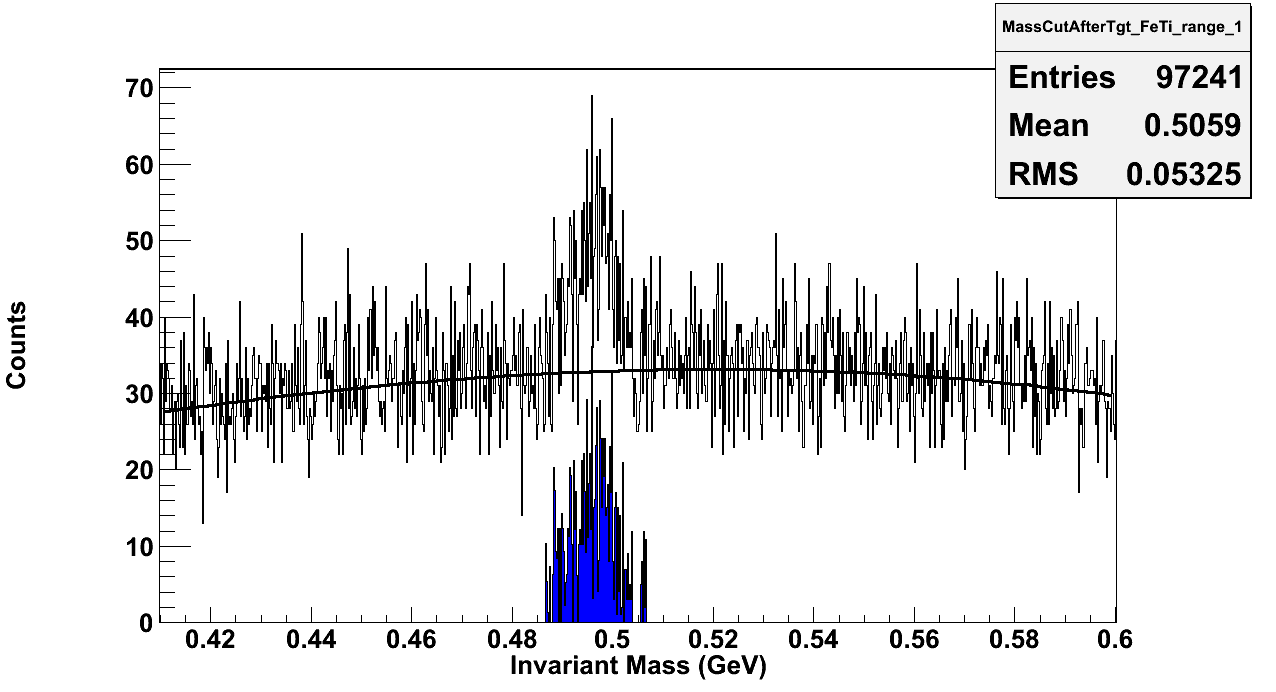 MassCutAfterTgt_FeTi_range_1
Entries 97241
Mean 0.5059
RMS 0.05325
Counts
70
60
50
40
30
20
10
0
0.42 0.44 0.46 0.48 0.5 0.52 0.54 0.56 0.58 0.6
Invariant Mass (GeV)